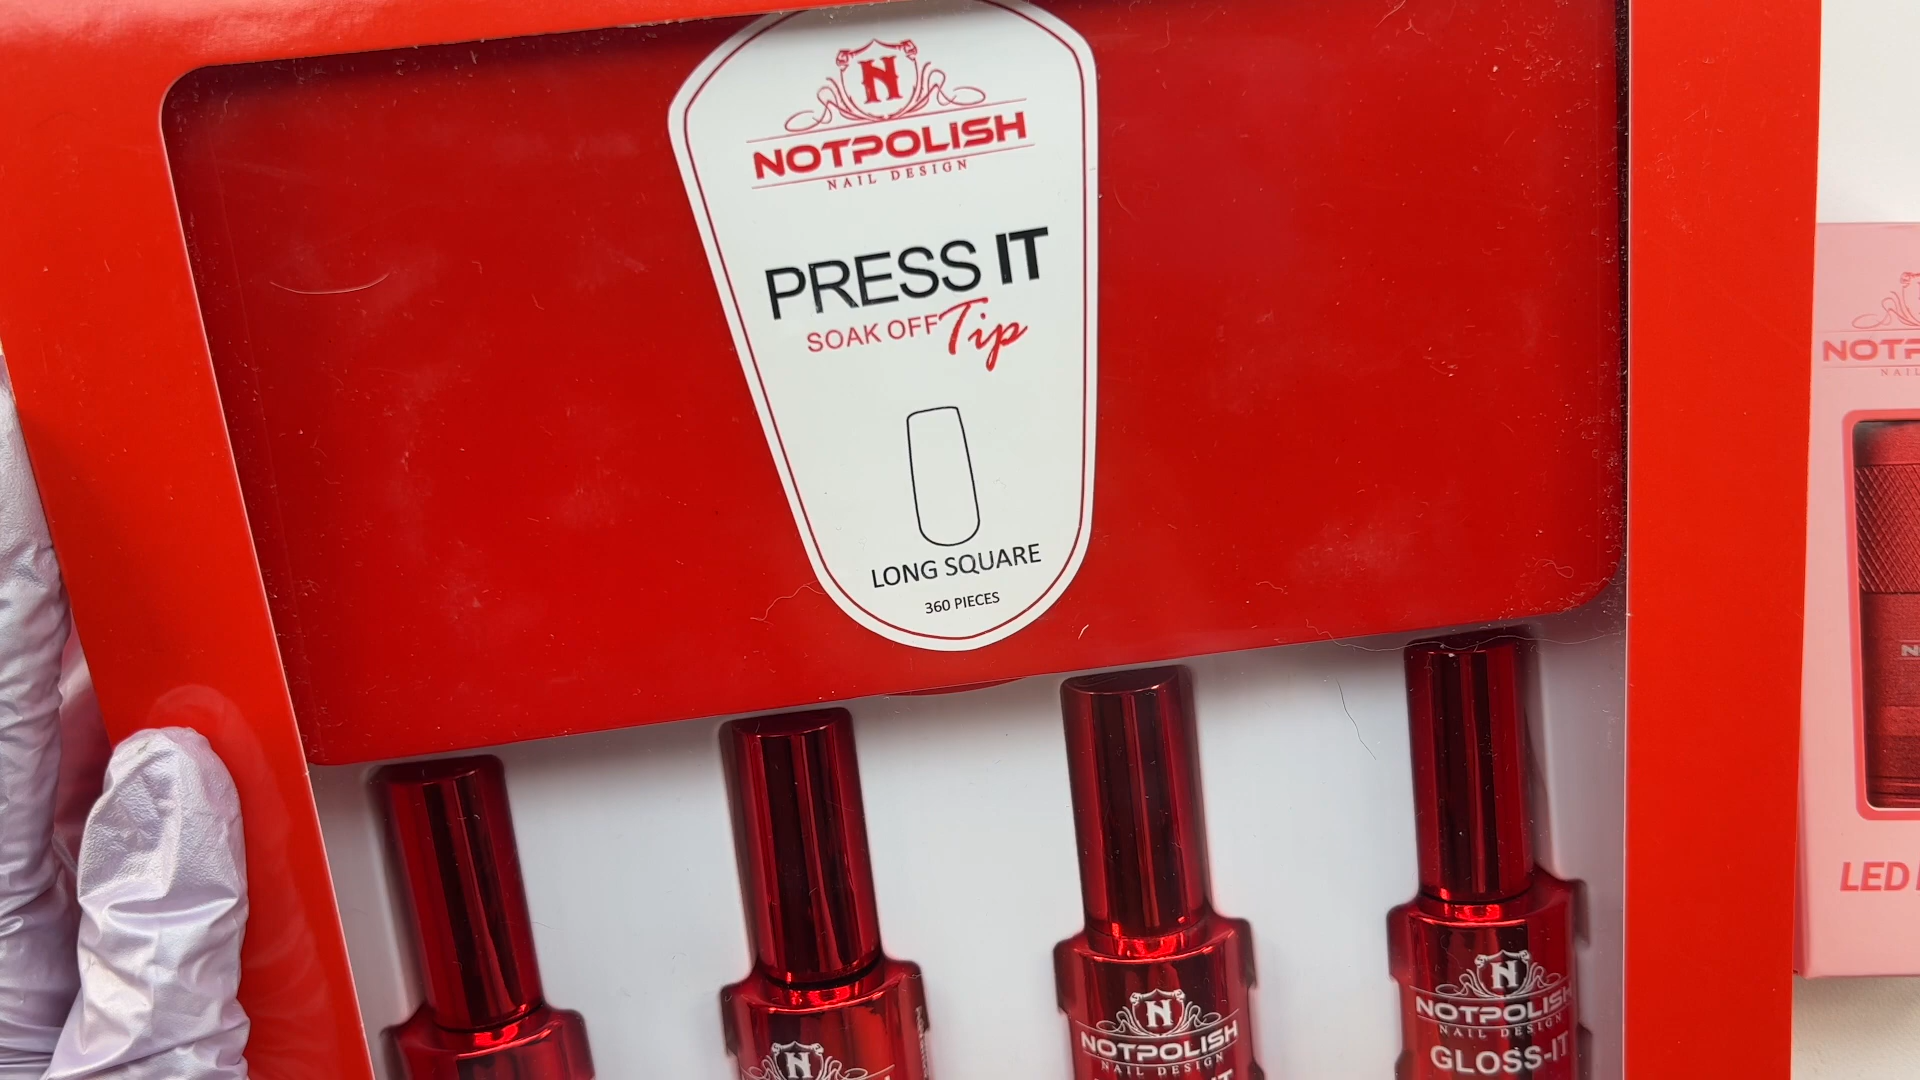 N
NOTPOLISH
NAIL DESIGN
PRESS IT
SOAK OFF Tip
LONG SQUARE
360 PIECES
LED
N
N
NOTPOLISH
NAIL DESIGN
N
NOTPOLISH
NAIL DESIGN
GLOSS-IT